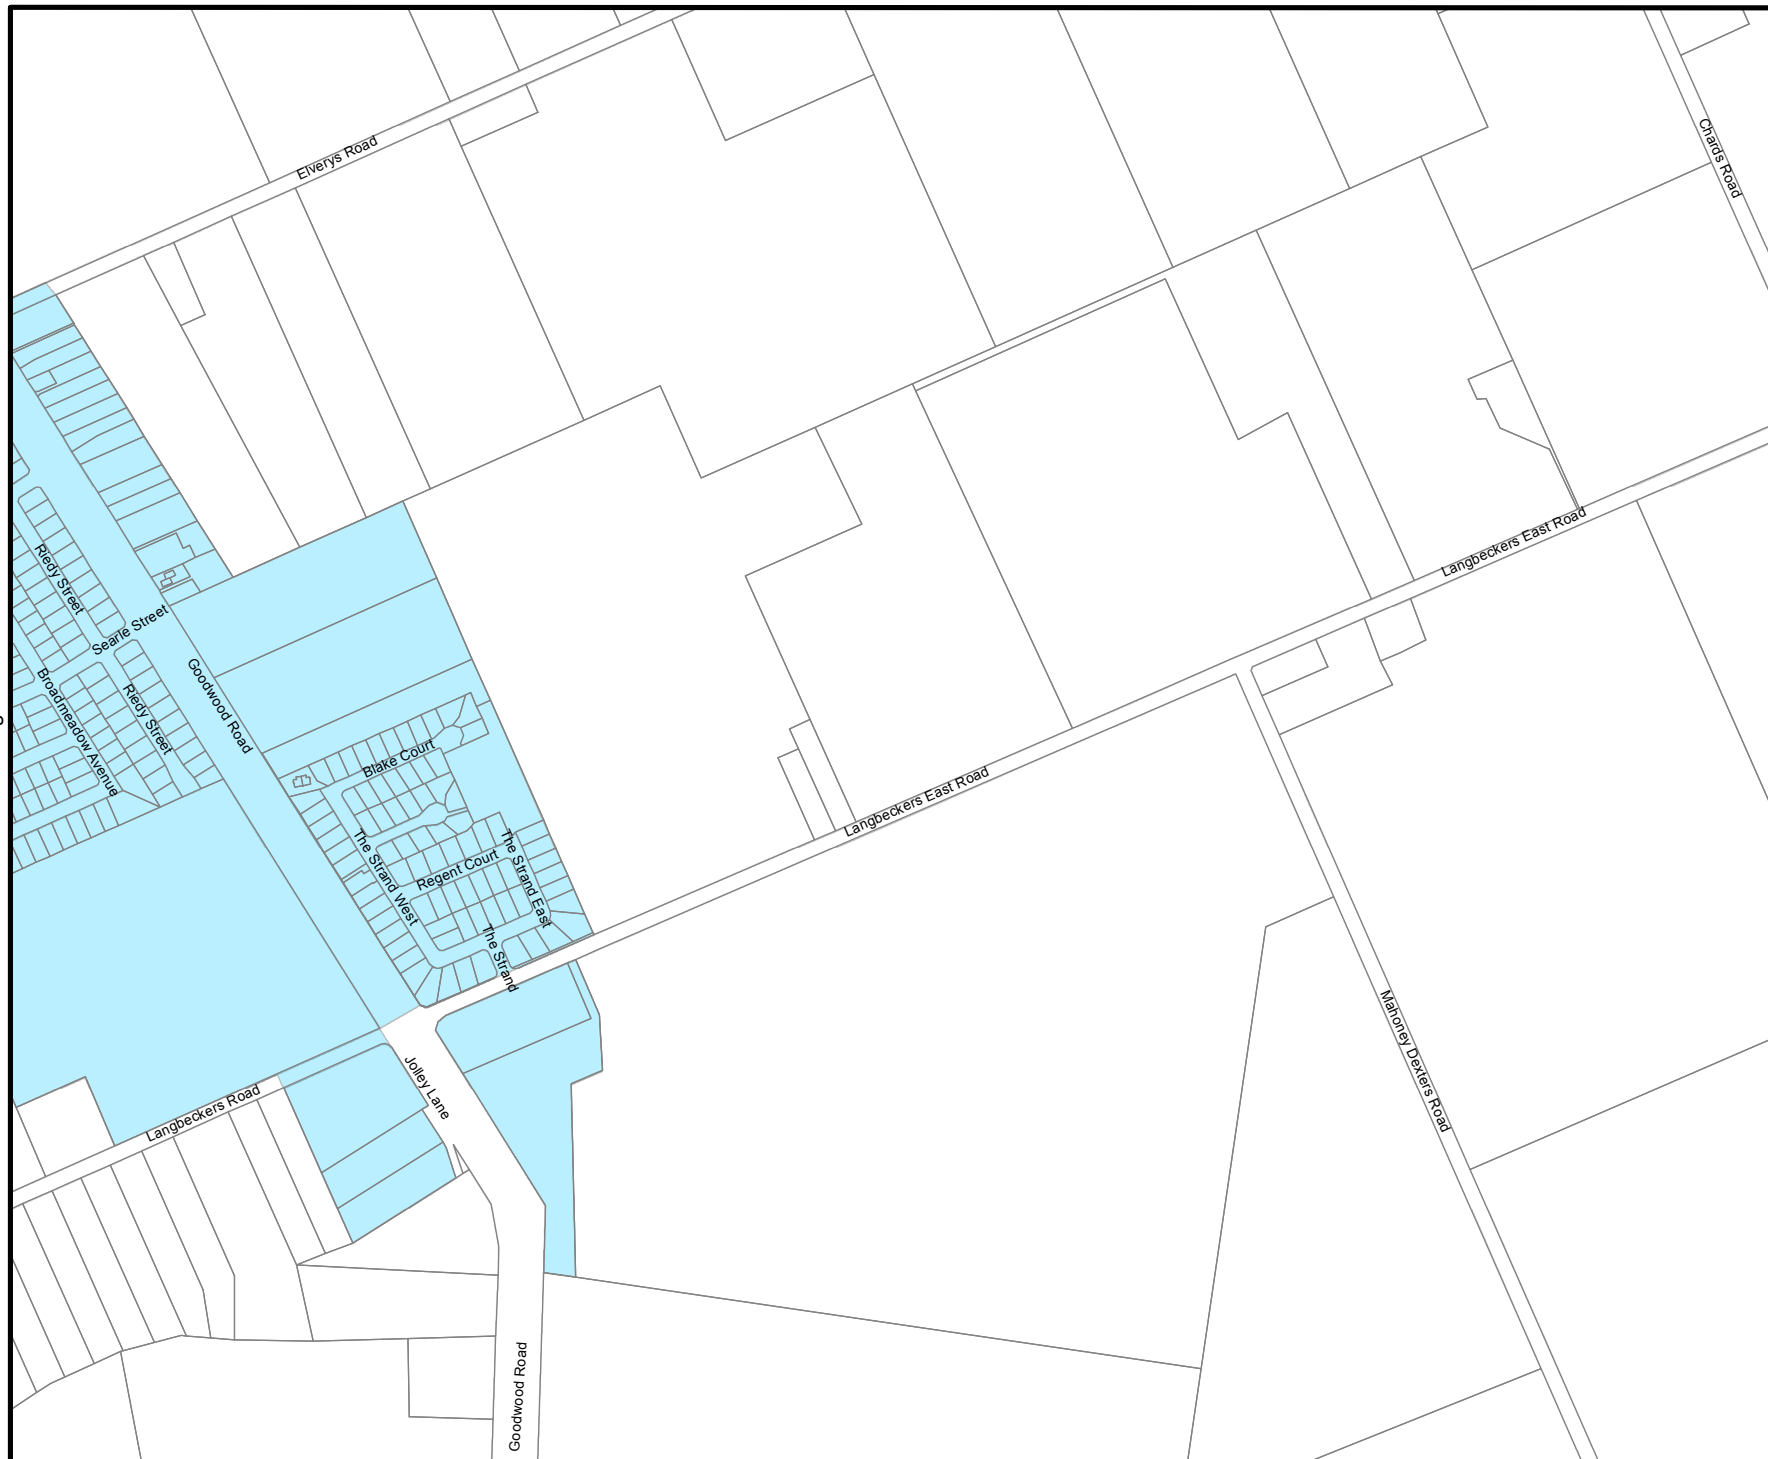 Elverys Road
Chards Road
Langbeckers East Road
Riedy Street
Searle Street
Goodwood Road
Broadmeadow Avenue
Riedy Street
Blake Court
Langbeckers East Road
The Strand West
Regent Court
The Strand East
The Strand
Mahoney Dexters Road
Jolley Lane
Langbeckers Road
Goodwood Road